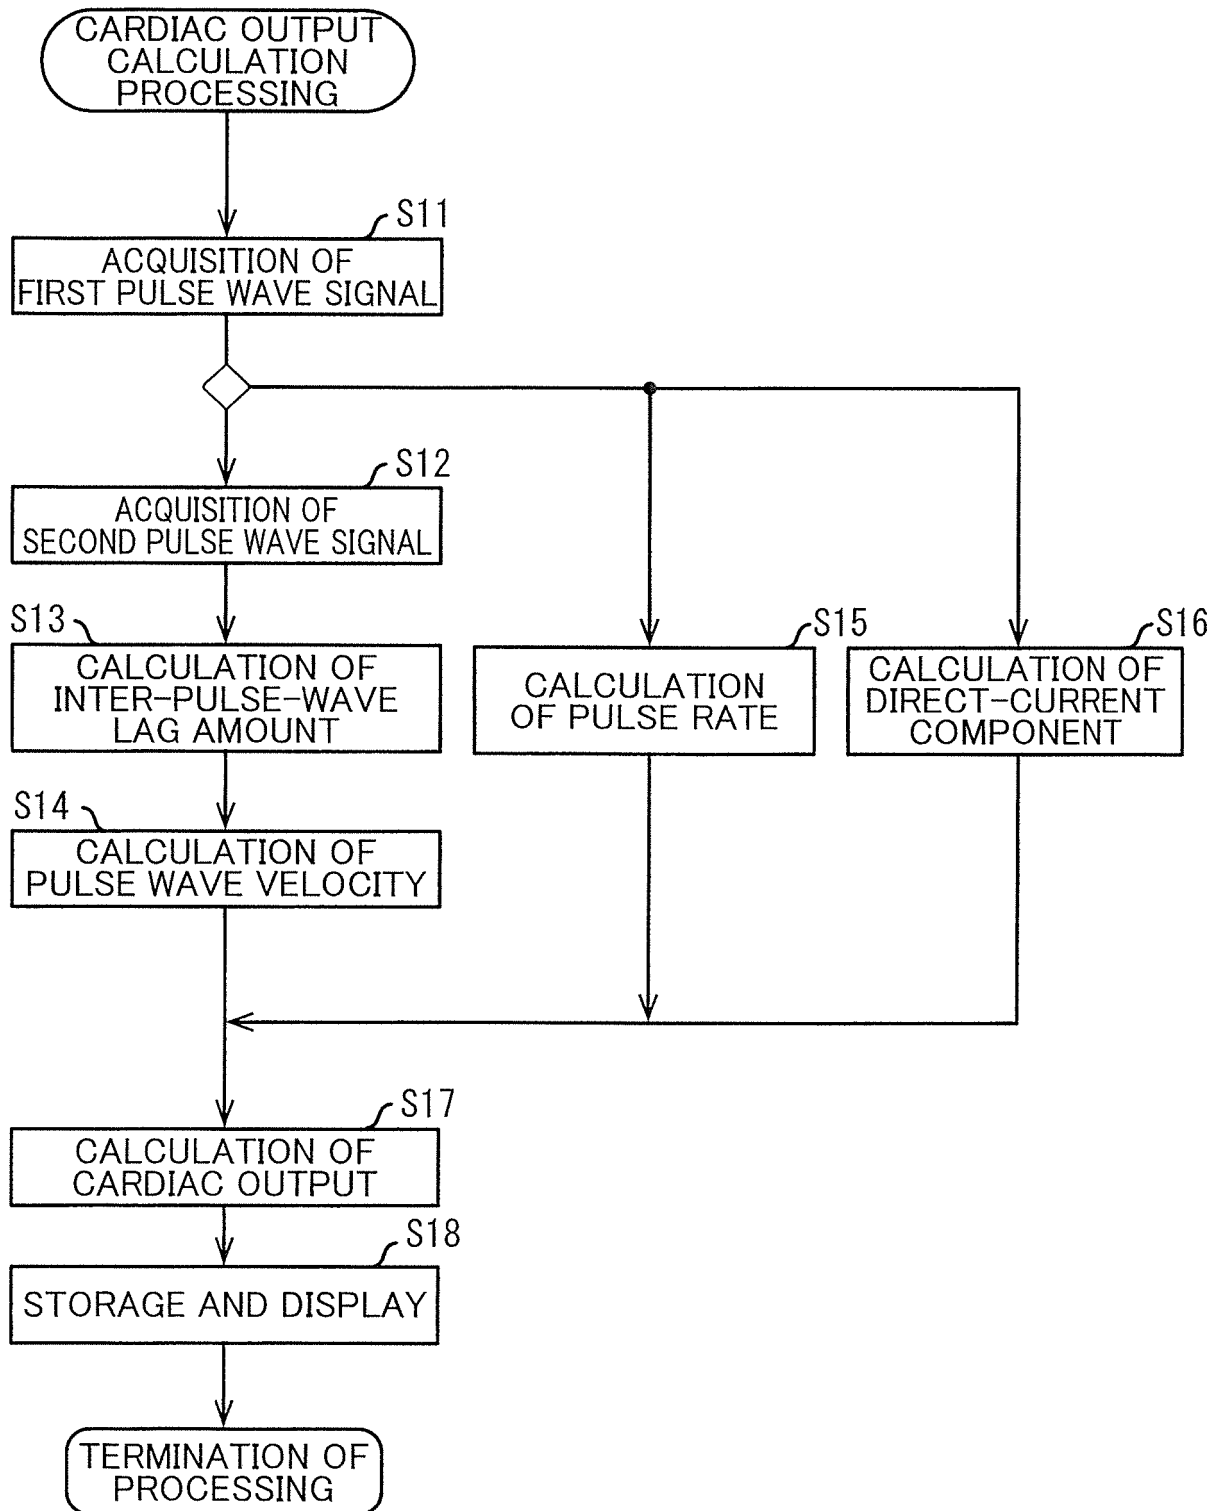 CARDIAC OUTPUT
CALCULATION
PROCESSING
S11
ACQUISITION OF
FIRST PULSE WAVE SIGNAL
S12
ACQUISITION OF
SECOND PULSE WAVE SIGNAL
S13
CALCULATION OF
INTER-PULSE-WAVE
LAG AMOUNT
S14
CALCULATION OF
PULSE WAVE VELOCITY
S15
CALCULATION
OF PULSE RATE
S16
CALCULATION OF
DIRECT-CURRENT
COMPONENT
S17
CALCULATION OF
CARDIAC OUTPUT
S18
STORAGE AND DISPLAY
TERMINATION OF
PROCESSING